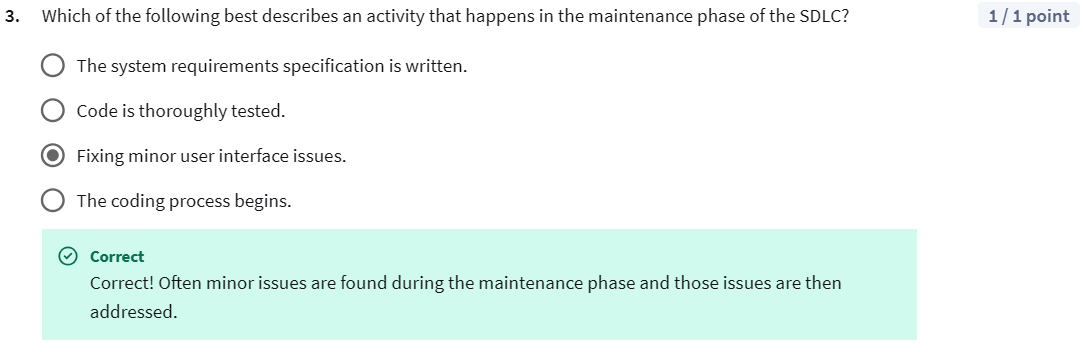 3. Which of the following best describes an activity that happens in the maintenance phase of the SDLC?
1 / 1 point
The system requirements specification is written.
Code is thoroughly tested.
Fixing minor user interface issues.
The coding process begins.
Correct
Correct! Often minor issues are found during the maintenance phase and those issues are then
addressed.